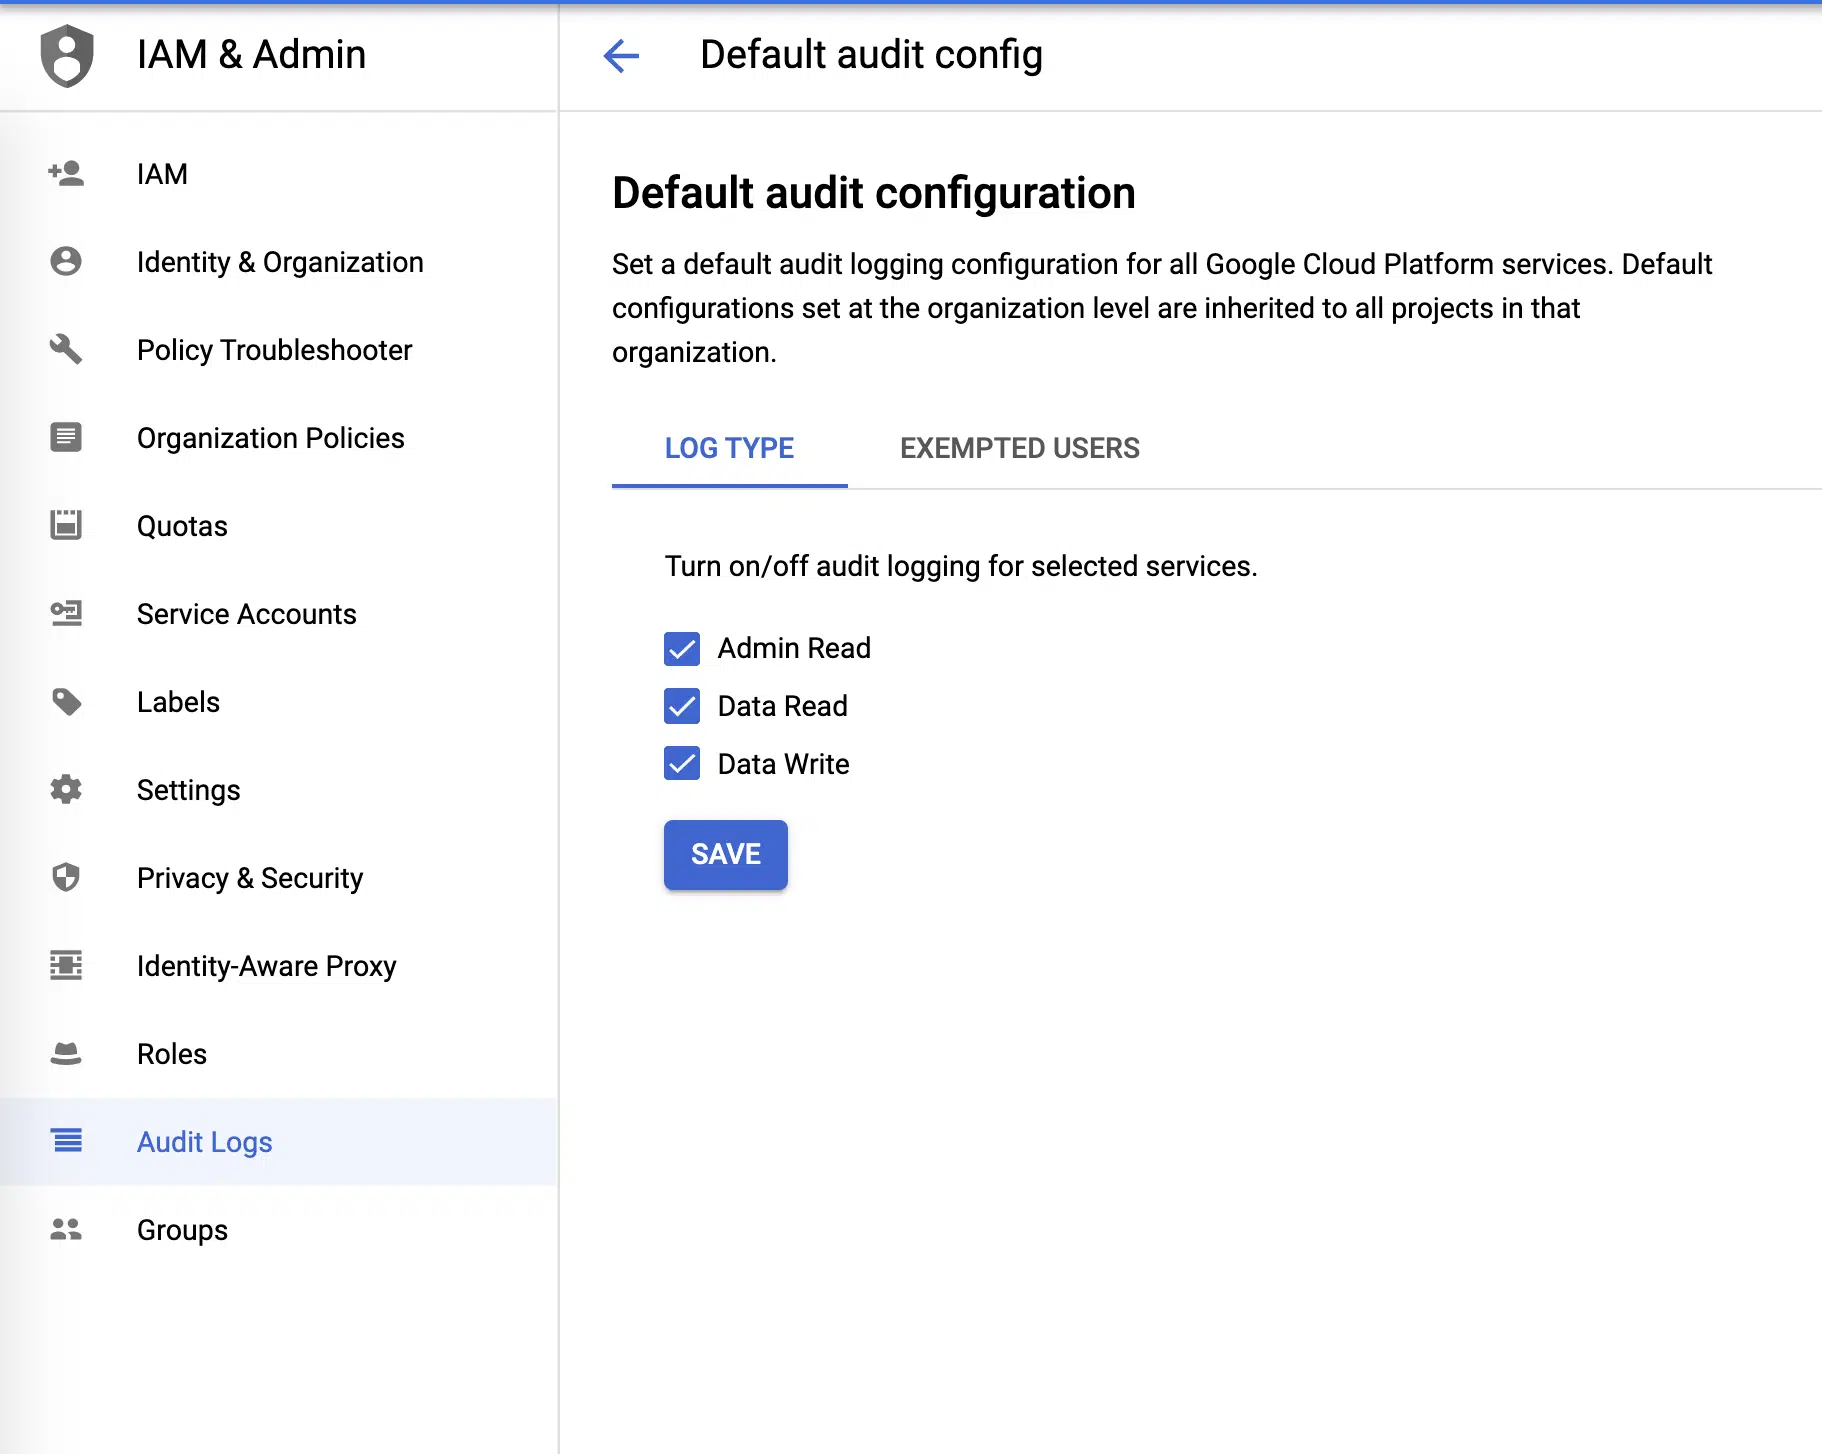 IAM & Admin
IAM
Identity & Organization
Policy Troubleshooter
Organization Policies
Quotas
Service Accounts
Labels
Settings
Privacy & Security
Identity-Aware Proxy
Roles
Audit Logs
Groups
Default audit config
Default audit configuration
Set a default audit logging configuration for all Google Cloud Platform services. Default
configurations set at the organization level are inherited to all projects in that
organization.
LOG TYPE EXEMPTED USERS
Turn on/off audit logging for selected services.
Admin Read
Data Read
Data Write
SAVE